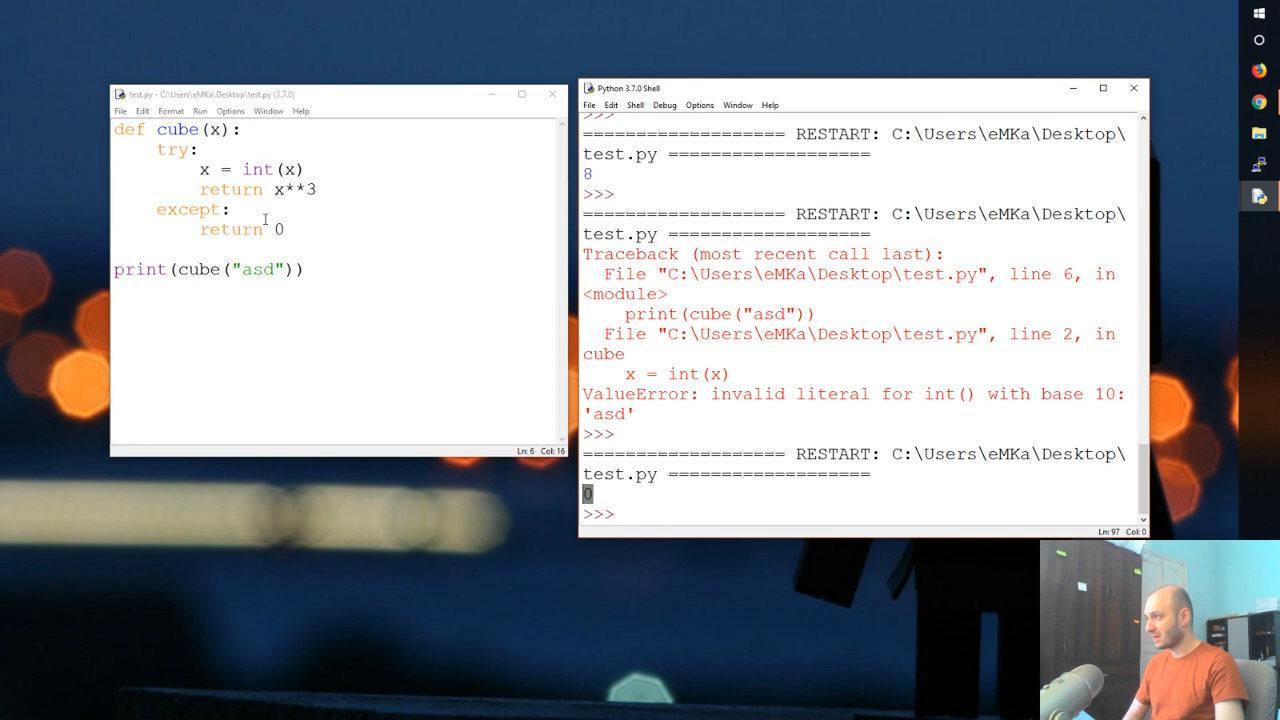 test.py - C:\Users\eMKa\Desktop\test.py (3.7.0)
File Edit Format Run Options Window Help
def cube(x):
    try:
        x = int(x)
        return x**3
    except:
        return 0
print(cube("asd"))
Ln: 6 Col: 16
Python 3.7.0 Shell
File Edit Shell Debug Options Window Help
>>>
=================== RESTART: C:\Users\eMKa\Desktop\
test.py ===================
8
>>>
=================== RESTART: C:\Users\eMKa\Desktop\
test.py ===================
Traceback (most recent call last):
  File "C:\Users\eMKa\Desktop\test.py", line 6, in
<module>
    print(cube("asd"))
  File "C:\Users\eMKa\Desktop\test.py", line 2, in
cube
    x = int(x)
ValueError: invalid literal for int() with base 10:
'asd'
>>>
=================== RESTART: C:\Users\eMKa\Desktop\
test.py ===================
0
>>>
Ln: 97 Col: 0